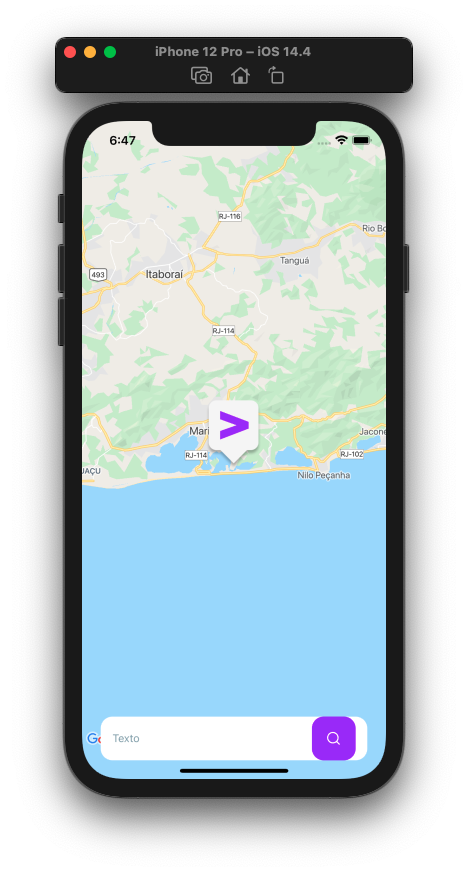 iPhone 12 Pro – iOS 14.4
6:47
RJ-116
Rio Bo
Tanguá
493
Itaboraí
RJ-114
Mari
Jacone
RJ-114
RJ-102
UAÇU
Nilo Peçanha
Go
Texto